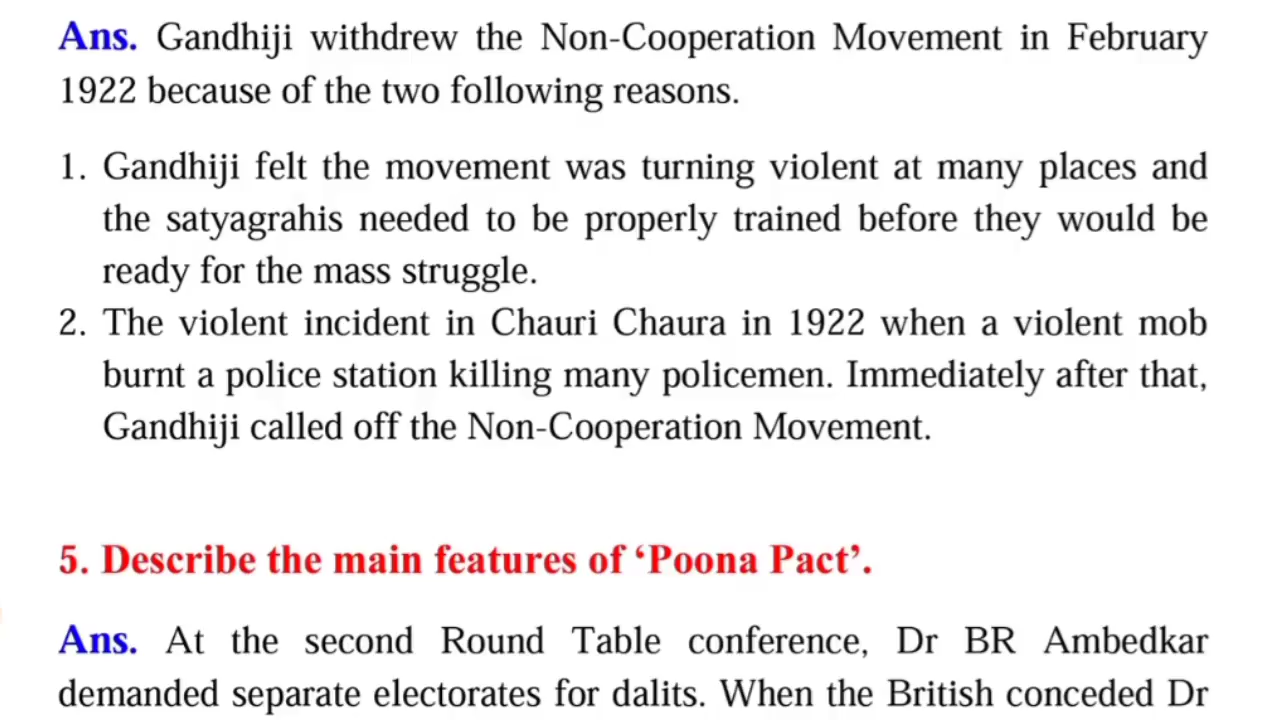 Ans. Gandhiji withdrew the Non-Cooperation Movement in February
1922 because of the two following reasons.
1. Gandhiji felt the movement was turning violent at many places and
the satyagrahis needed to be properly trained before they would be
ready for the mass struggle.
2. The violent incident in Chauri Chaura in 1922 when a violent mob
burnt a police station killing many policemen. Immediately after that,
Gandhiji called off the Non-Cooperation Movement.
5. Describe the main features of ‘Poona Pact’.
Ans. At the second Round Table conference, Dr BR Ambedkar
demanded separate electorates for dalits. When the British conceded Dr